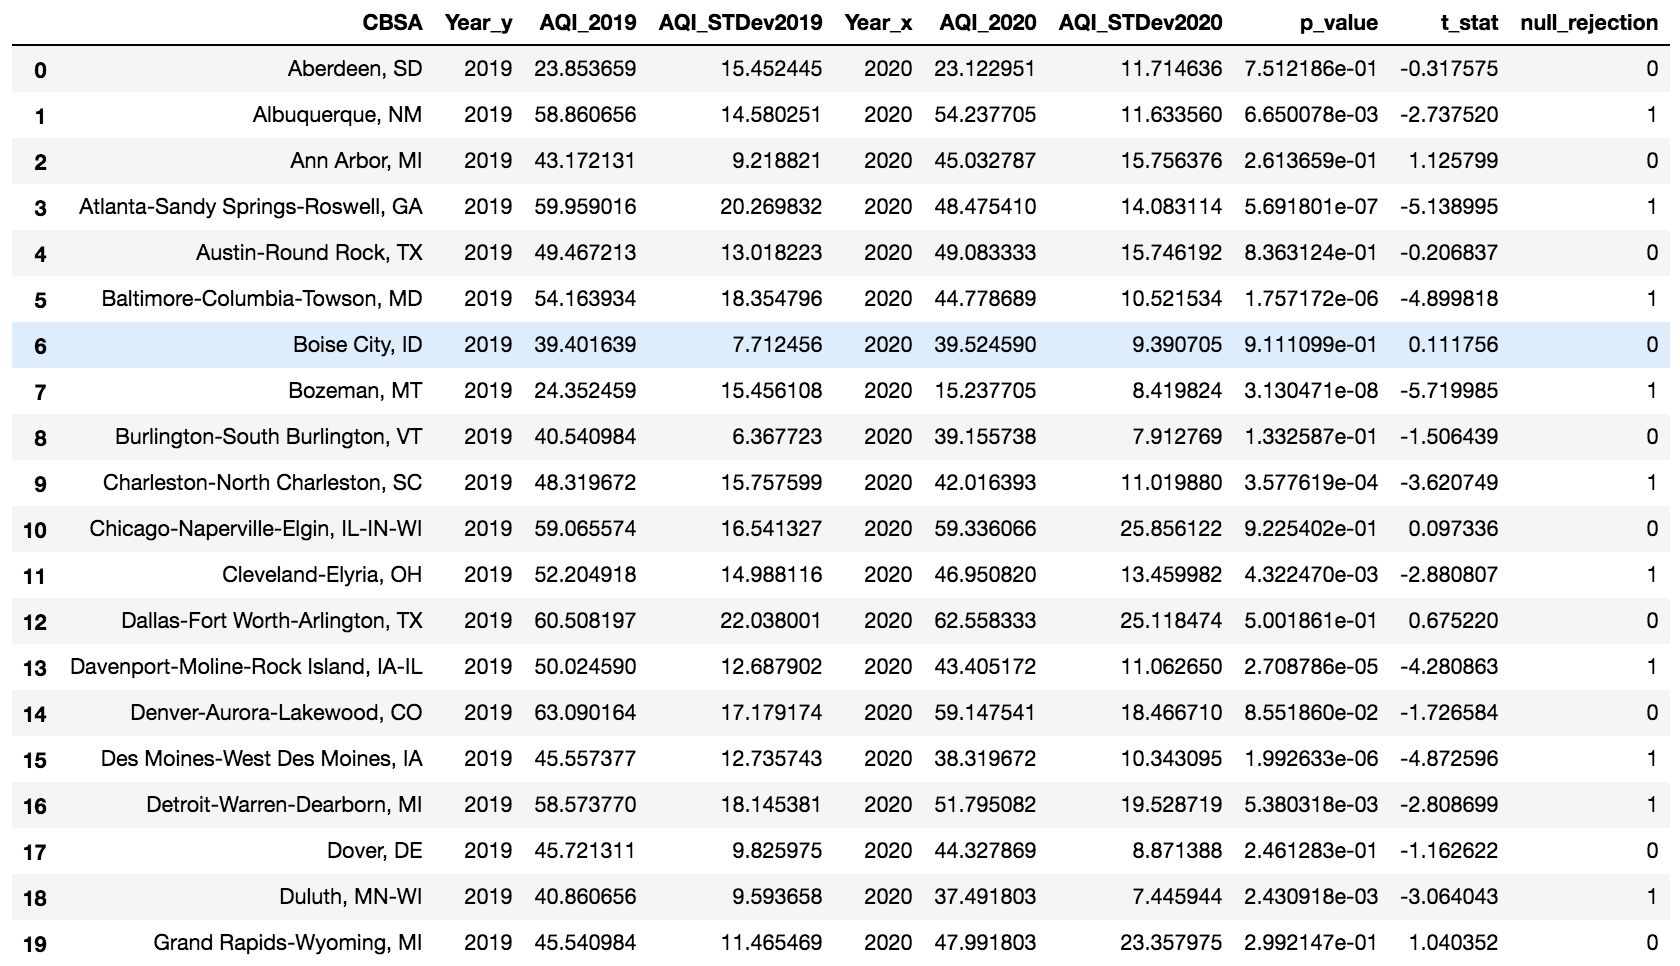 CBSA Year_y AQI_2019 AQI_STDev2019 Year_x AQI_2020 AQI_STDev2020 p_value t_stat null_rejection
0 Aberdeen, SD 2019 23.853659 15.452445 2020 23.122951 11.714636 7.512186e-01 -0.317575 0
1 Albuquerque, NM 2019 58.860656 14.580251 2020 54.237705 11.633560 6.650078e-03 -2.737520 1
2 Ann Arbor, MI 2019 43.172131 9.218821 2020 45.032787 15.756376 2.613659e-01 1.125799 0
3 Atlanta-Sandy Springs-Roswell, GA 2019 59.959016 20.269832 2020 48.475410 14.083114 5.691801e-07 -5.138995 1
4 Austin-Round Rock, TX 2019 49.467213 13.018223 2020 49.083333 15.746192 8.363124e-01 -0.206837 0
5 Baltimore-Columbia-Towson, MD 2019 54.163934 18.354796 2020 44.778689 10.521534 1.757172e-06 -4.899818 1
6 Boise City, ID 2019 39.401639 7.712456 2020 39.524590 9.390705 9.111099e-01 0.111756 0
7 Bozeman, MT 2019 24.352459 15.456108 2020 15.237705 8.419824 3.130471e-08 -5.719985 1
8 Burlington-South Burlington, VT 2019 40.540984 6.367723 2020 39.155738 7.912769 1.332587e-01 -1.506439 0
9 Charleston-North Charleston, SC 2019 48.319672 15.757599 2020 42.016393 11.019880 3.577619e-04 -3.620749 1
10 Chicago-Naperville-Elgin, IL-IN-WI 2019 59.065574 16.541327 2020 59.336066 25.856122 9.225402e-01 0.097336 0
11 Cleveland-Elyria, OH 2019 52.204918 14.988116 2020 46.950820 13.459982 4.322470e-03 -2.880807 1
12 Dallas-Fort Worth-Arlington, TX 2019 60.508197 22.038001 2020 62.558333 25.118474 5.001861e-01 0.675220 0
13 Davenport-Moline-Rock Island, IA-IL 2019 50.024590 12.687902 2020 43.405172 11.062650 2.708786e-05 -4.280863 1
14 Denver-Aurora-Lakewood, CO 2019 63.090164 17.179174 2020 59.147541 18.466710 8.551860e-02 -1.726584 0
15 Des Moines-West Des Moines, IA 2019 45.557377 12.735743 2020 38.319672 10.343095 1.992633e-06 -4.872596 1
16 Detroit-Warren-Dearborn, MI 2019 58.573770 18.145381 2020 51.795082 19.528719 5.380318e-03 -2.808699 1
17 Dover, DE 2019 45.721311 9.825975 2020 44.327869 8.871388 2.461283e-01 -1.162622 0
18 Duluth, MN-WI 2019 40.860656 9.593658 2020 37.491803 7.445944 2.430918e-03 -3.064043 1
19 Grand Rapids-Wyoming, MI 2019 45.540984 11.465469 2020 47.991803 23.357975 2.992147e-01 1.040352 0